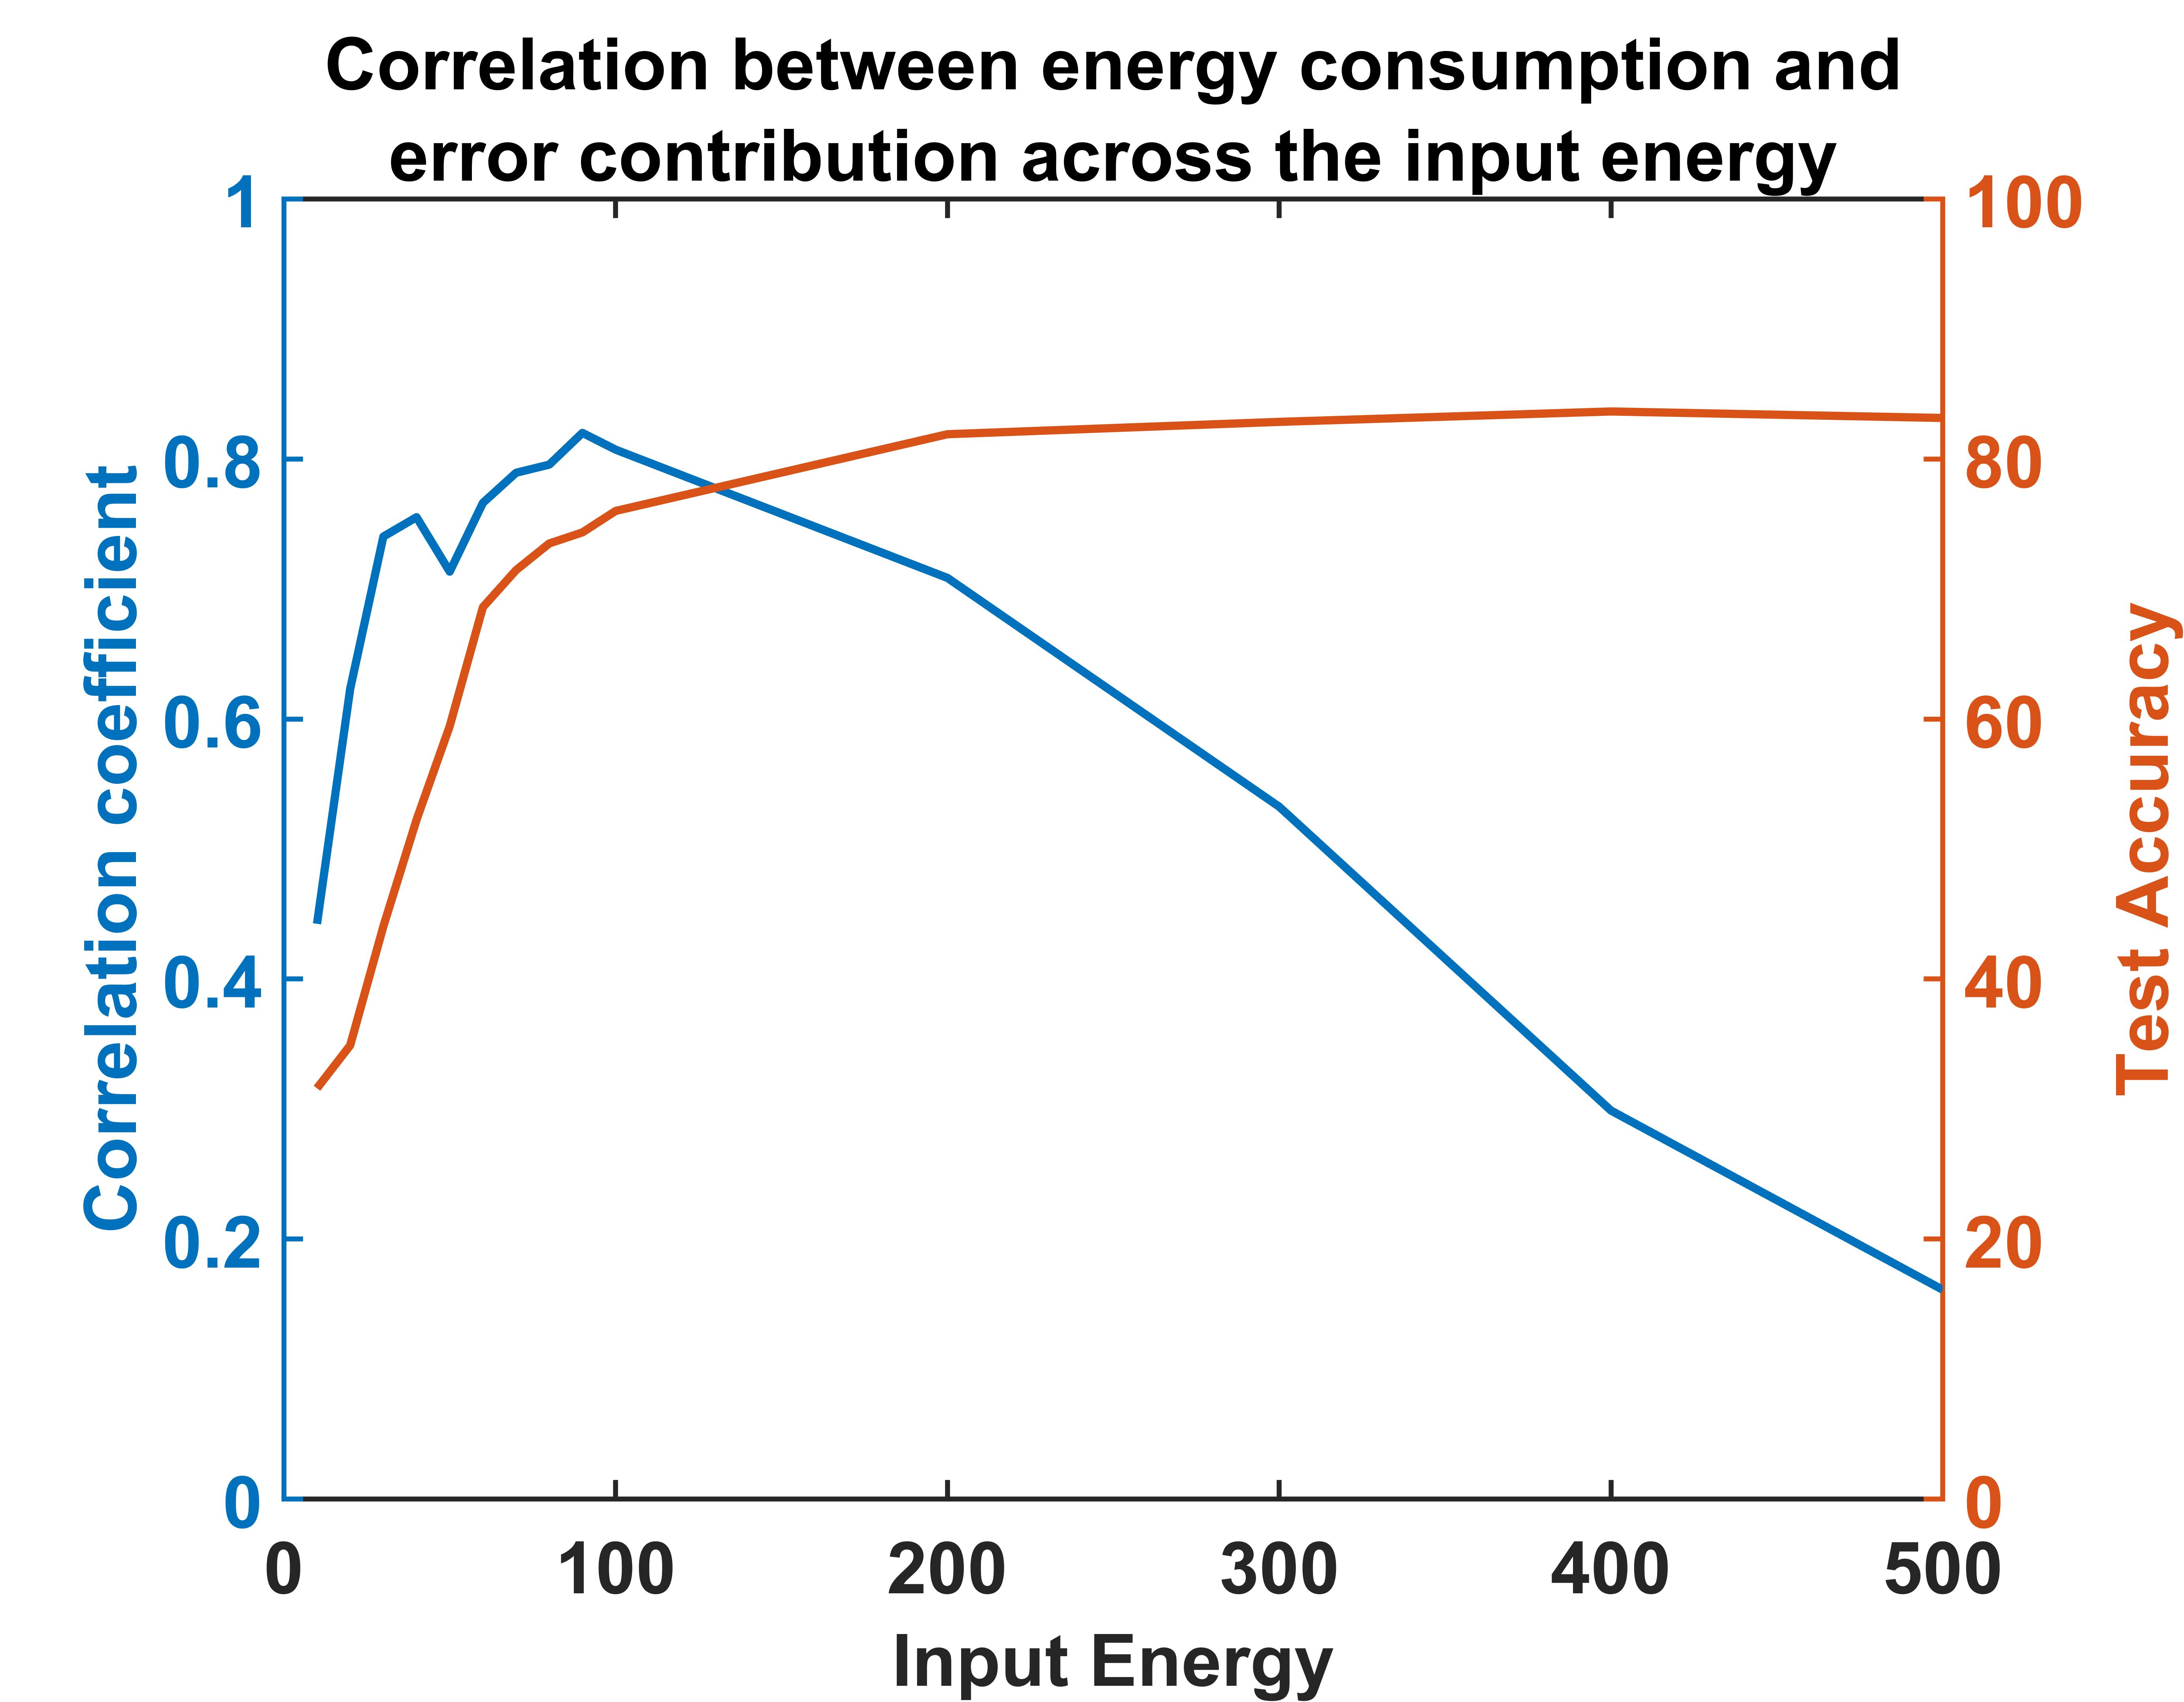 Correlation between energy consumption and
error contribution across the input energy
1
0.8
0.6
0.4
0.2
0
Correlation coefficient
100
80
60
40
20
0
Test Accuracy
0 100 200 300 400 500
Input Energy